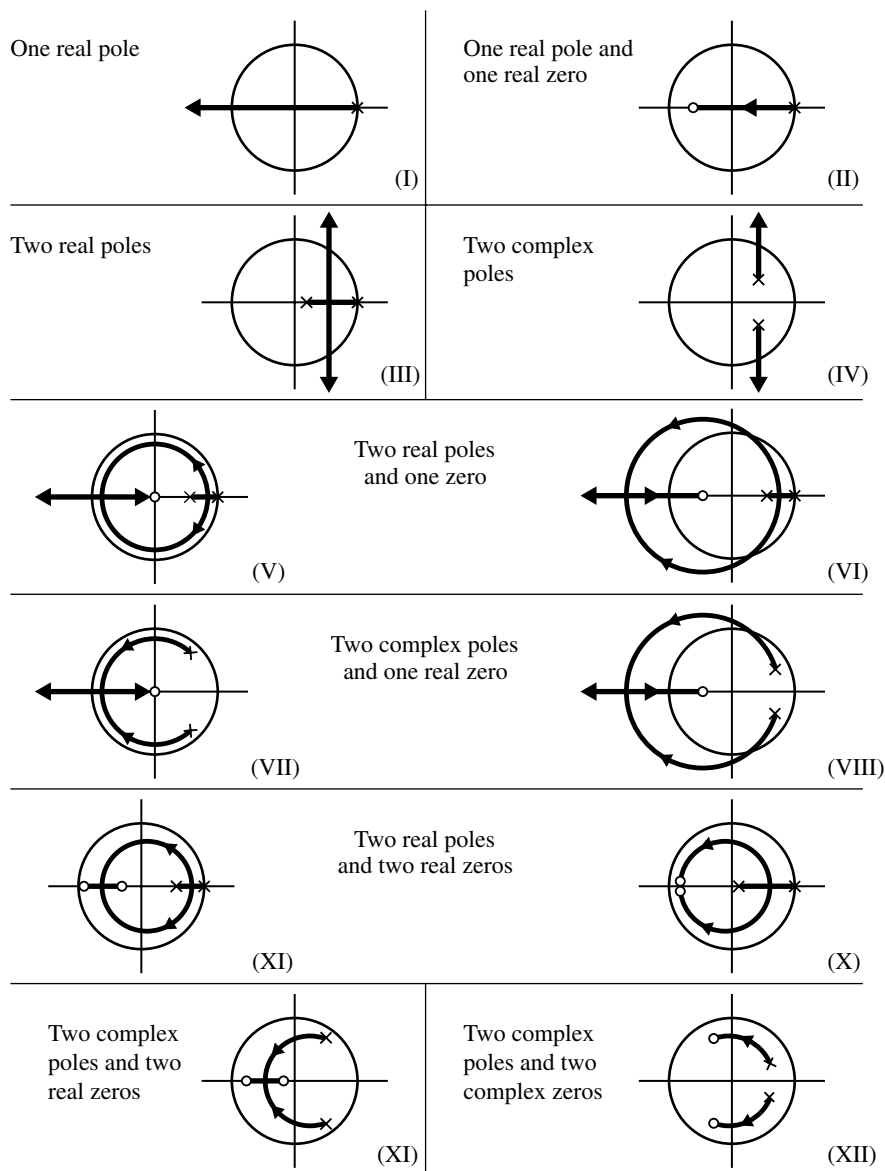 One real pole
(I)
One real pole and
one real zero
(II)
Two real poles
(III)
Two complex
poles
(IV)
Two real poles
and one zero
(V)
(VI)
Two complex poles
and one real zero
(VII)
(VIII)
Two real poles
and two real zeros
(XI)
(X)
Two complex
poles and two
real zeros
(XI)
Two complex
poles and two
complex zeros
(XII)